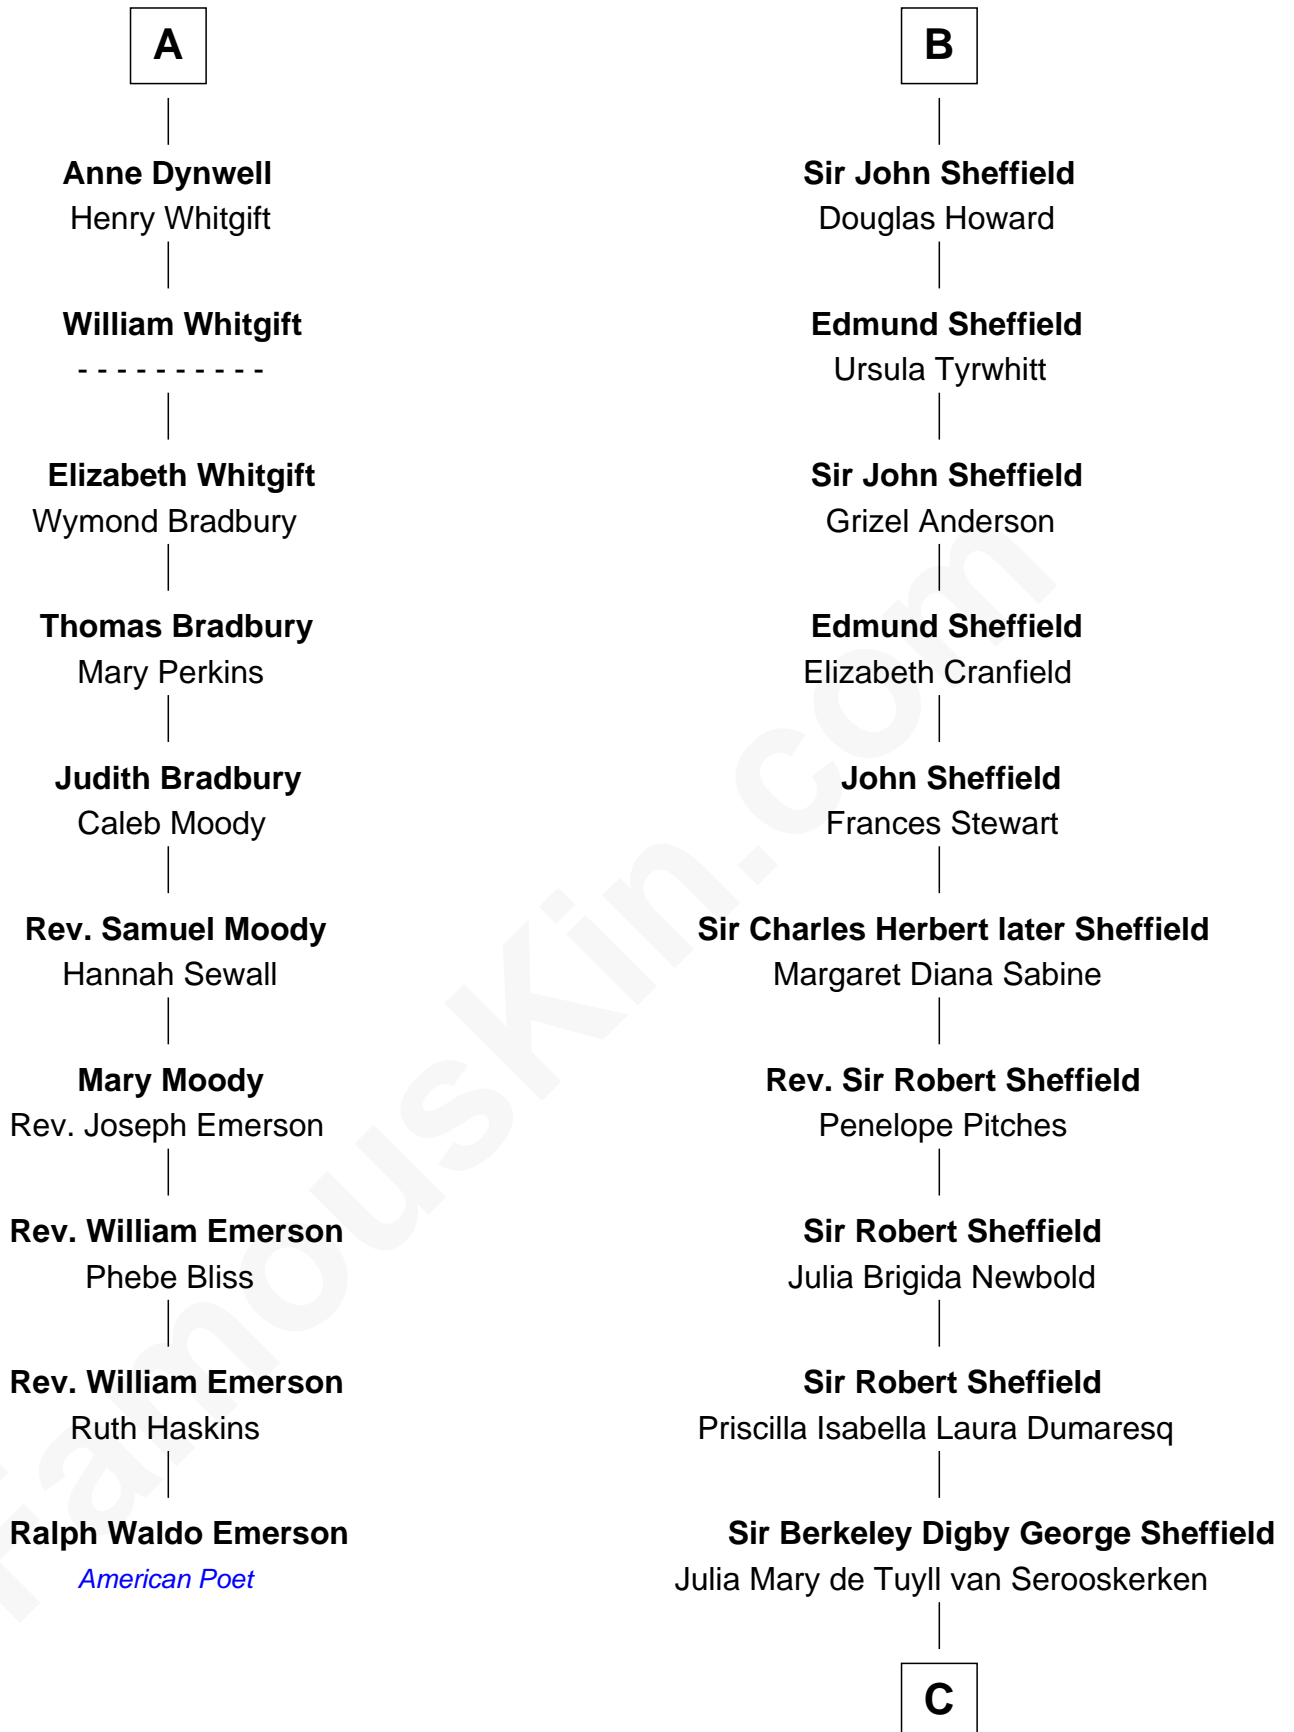 A
Anne Dynwell
Henry Whitgift
William Whitgift
- - - - - - - - - -
Elizabeth Whitgift
Wymond Bradbury
Thomas Bradbury
Mary Perkins
Judith Bradbury
Caleb Moody
Rev. Samuel Moody
Hannah Sewall
Mary Moody
Rev. Joseph Emerson
Rev. William Emerson
Phebe Bliss
Rev. William Emerson
Ruth Haskins
Ralph Waldo Emerson
American Poet
B
Sir John Sheffield
Douglas Howard
Edmund Sheffield
Ursula Tyrwhitt
Sir John Sheffield
Grizel Anderson
Edmund Sheffield
Elizabeth Cranfield
John Sheffield
Frances Stewart
Sir Charles Herbert later Sheffield
Margaret Diana Sabine
Rev. Sir Robert Sheffield
Penelope Pitches
Sir Robert Sheffield
Julia Brigida Newbold
Sir Robert Sheffield
Priscilla Isabella Laura Dumaresq
Sir Berkeley Digby George Sheffield
Julia Mary de Tuyll van Serooskerken
C
FamousKin.com